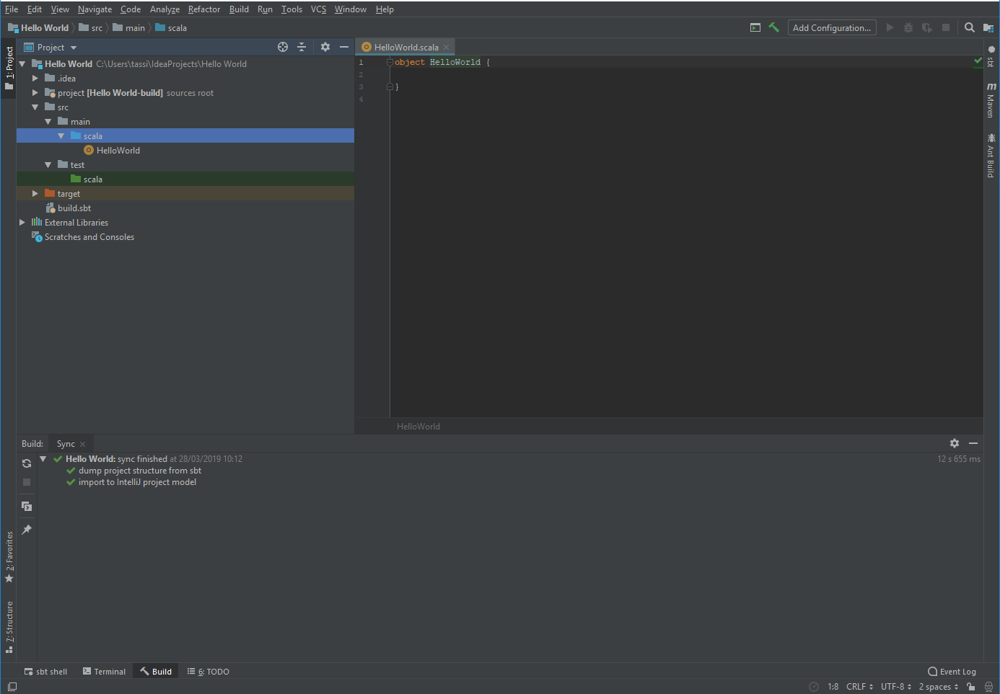 File Edit View Navigate Code Analyze Refactor Build Run Tools VCS Window Help
Hello World src main scala Add Configuration...
1: Project
Project
Hello World C:\Users\tassi\IdeaProjects\Hello World
.idea
project [Hello World-build] sources root
src
main
scala
HelloWorld
test
scala
target
build.sbt
External Libraries
Scratches and Consoles
HelloWorld.scala
1 object HelloWorld {
2
3 }
4
HelloWorld
sbt
m Maven
Ant Build
Build: Sync
Hello World: sync finished at 28/03/2019 10:12 12 s 655 ms
dump project structure from sbt
import to IntelliJ project model
2: Favorites
7: Structure
sbt shell Terminal Build 6: TODO Event Log
1:8 CRLF UTF-8 2 spaces